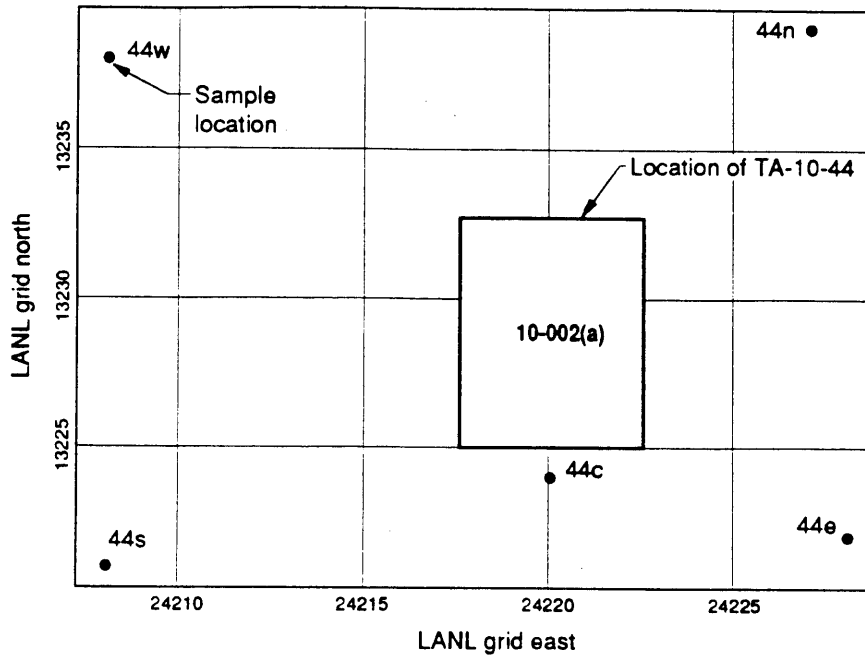 44w
44n
Sample
location
Location of TA-10-44
10-002(a)
44c
44s
44e
13235
13230
13225
LANL grid north
24210
24215
24220
24225
LANL grid east